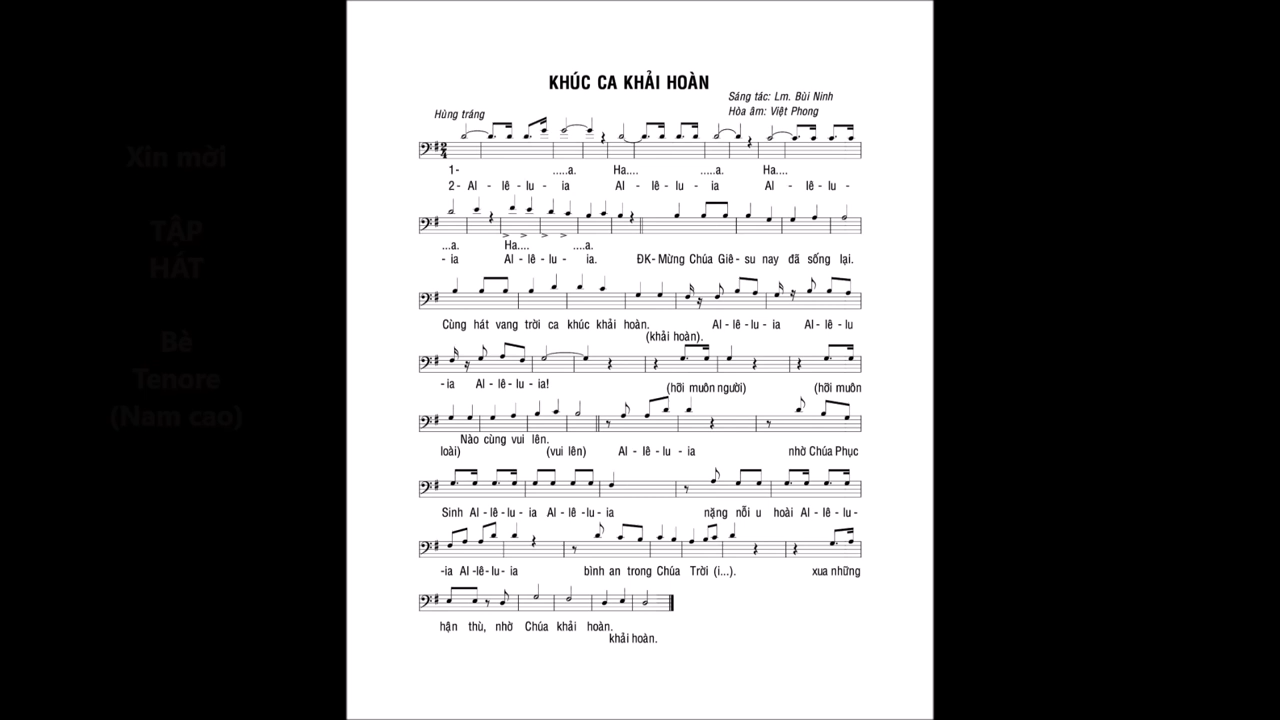 Xin mời
TẬP
HÁT
Bè
Tenore
(Nam cao)
KHÚC CA KHẢI HOÀN
Sáng tác: Lm. Bùi Ninh
Hòa âm: Việt Phong
Hùng tráng
1- .....a. Ha.... .....a. Ha....
2- Al - lê - lu - ia Al - lê - lu - ia Al - lê - lu -
...a. Ha.... ....a.
- ia Al - lê - lu - ia. ĐK- Mừng Chúa Giê - su nay đã sống lại.
Cùng hát vang trời ca khúc khải hoàn. Al - lê - lu - ia Al - lê - lu
(khải hoàn).
-ia Al - lê - lu - ia! (hỡi muôn người) (hỡi muôn
Nào cùng vui lên.
loài) (vui lên) Al - lê - lu - ia nhờ Chúa Phục
Sinh Al - lê - lu - ia Al - lê - lu - ia nặng nỗi u hoài Al - lê - lu -
-ia Al -lê - lu - ia bình an trong Chúa Trời (i...). xua những
hận thù, nhờ Chúa khải hoàn.
khải hoàn.